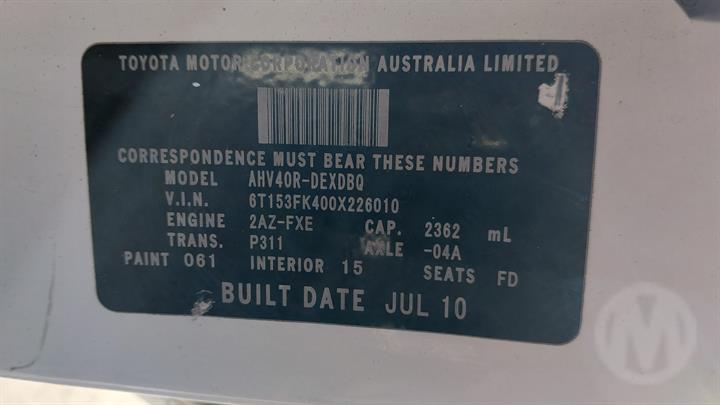 TOYOTA MOTOR CORPORATION AUSTRALIA LIMITED
CORRESPONDENCE MUST BEAR THESE NUMBERS
MODEL AHV40R-DEXDBQ
V.I.N. 6T153FK400X226010
ENGINE 2AZ-FXE CAP. 2362 mL
TRANS. P311 AXLE -04A
PAINT 061 INTERIOR 15 SEATS FD
BUILT DATE JUL 10
M